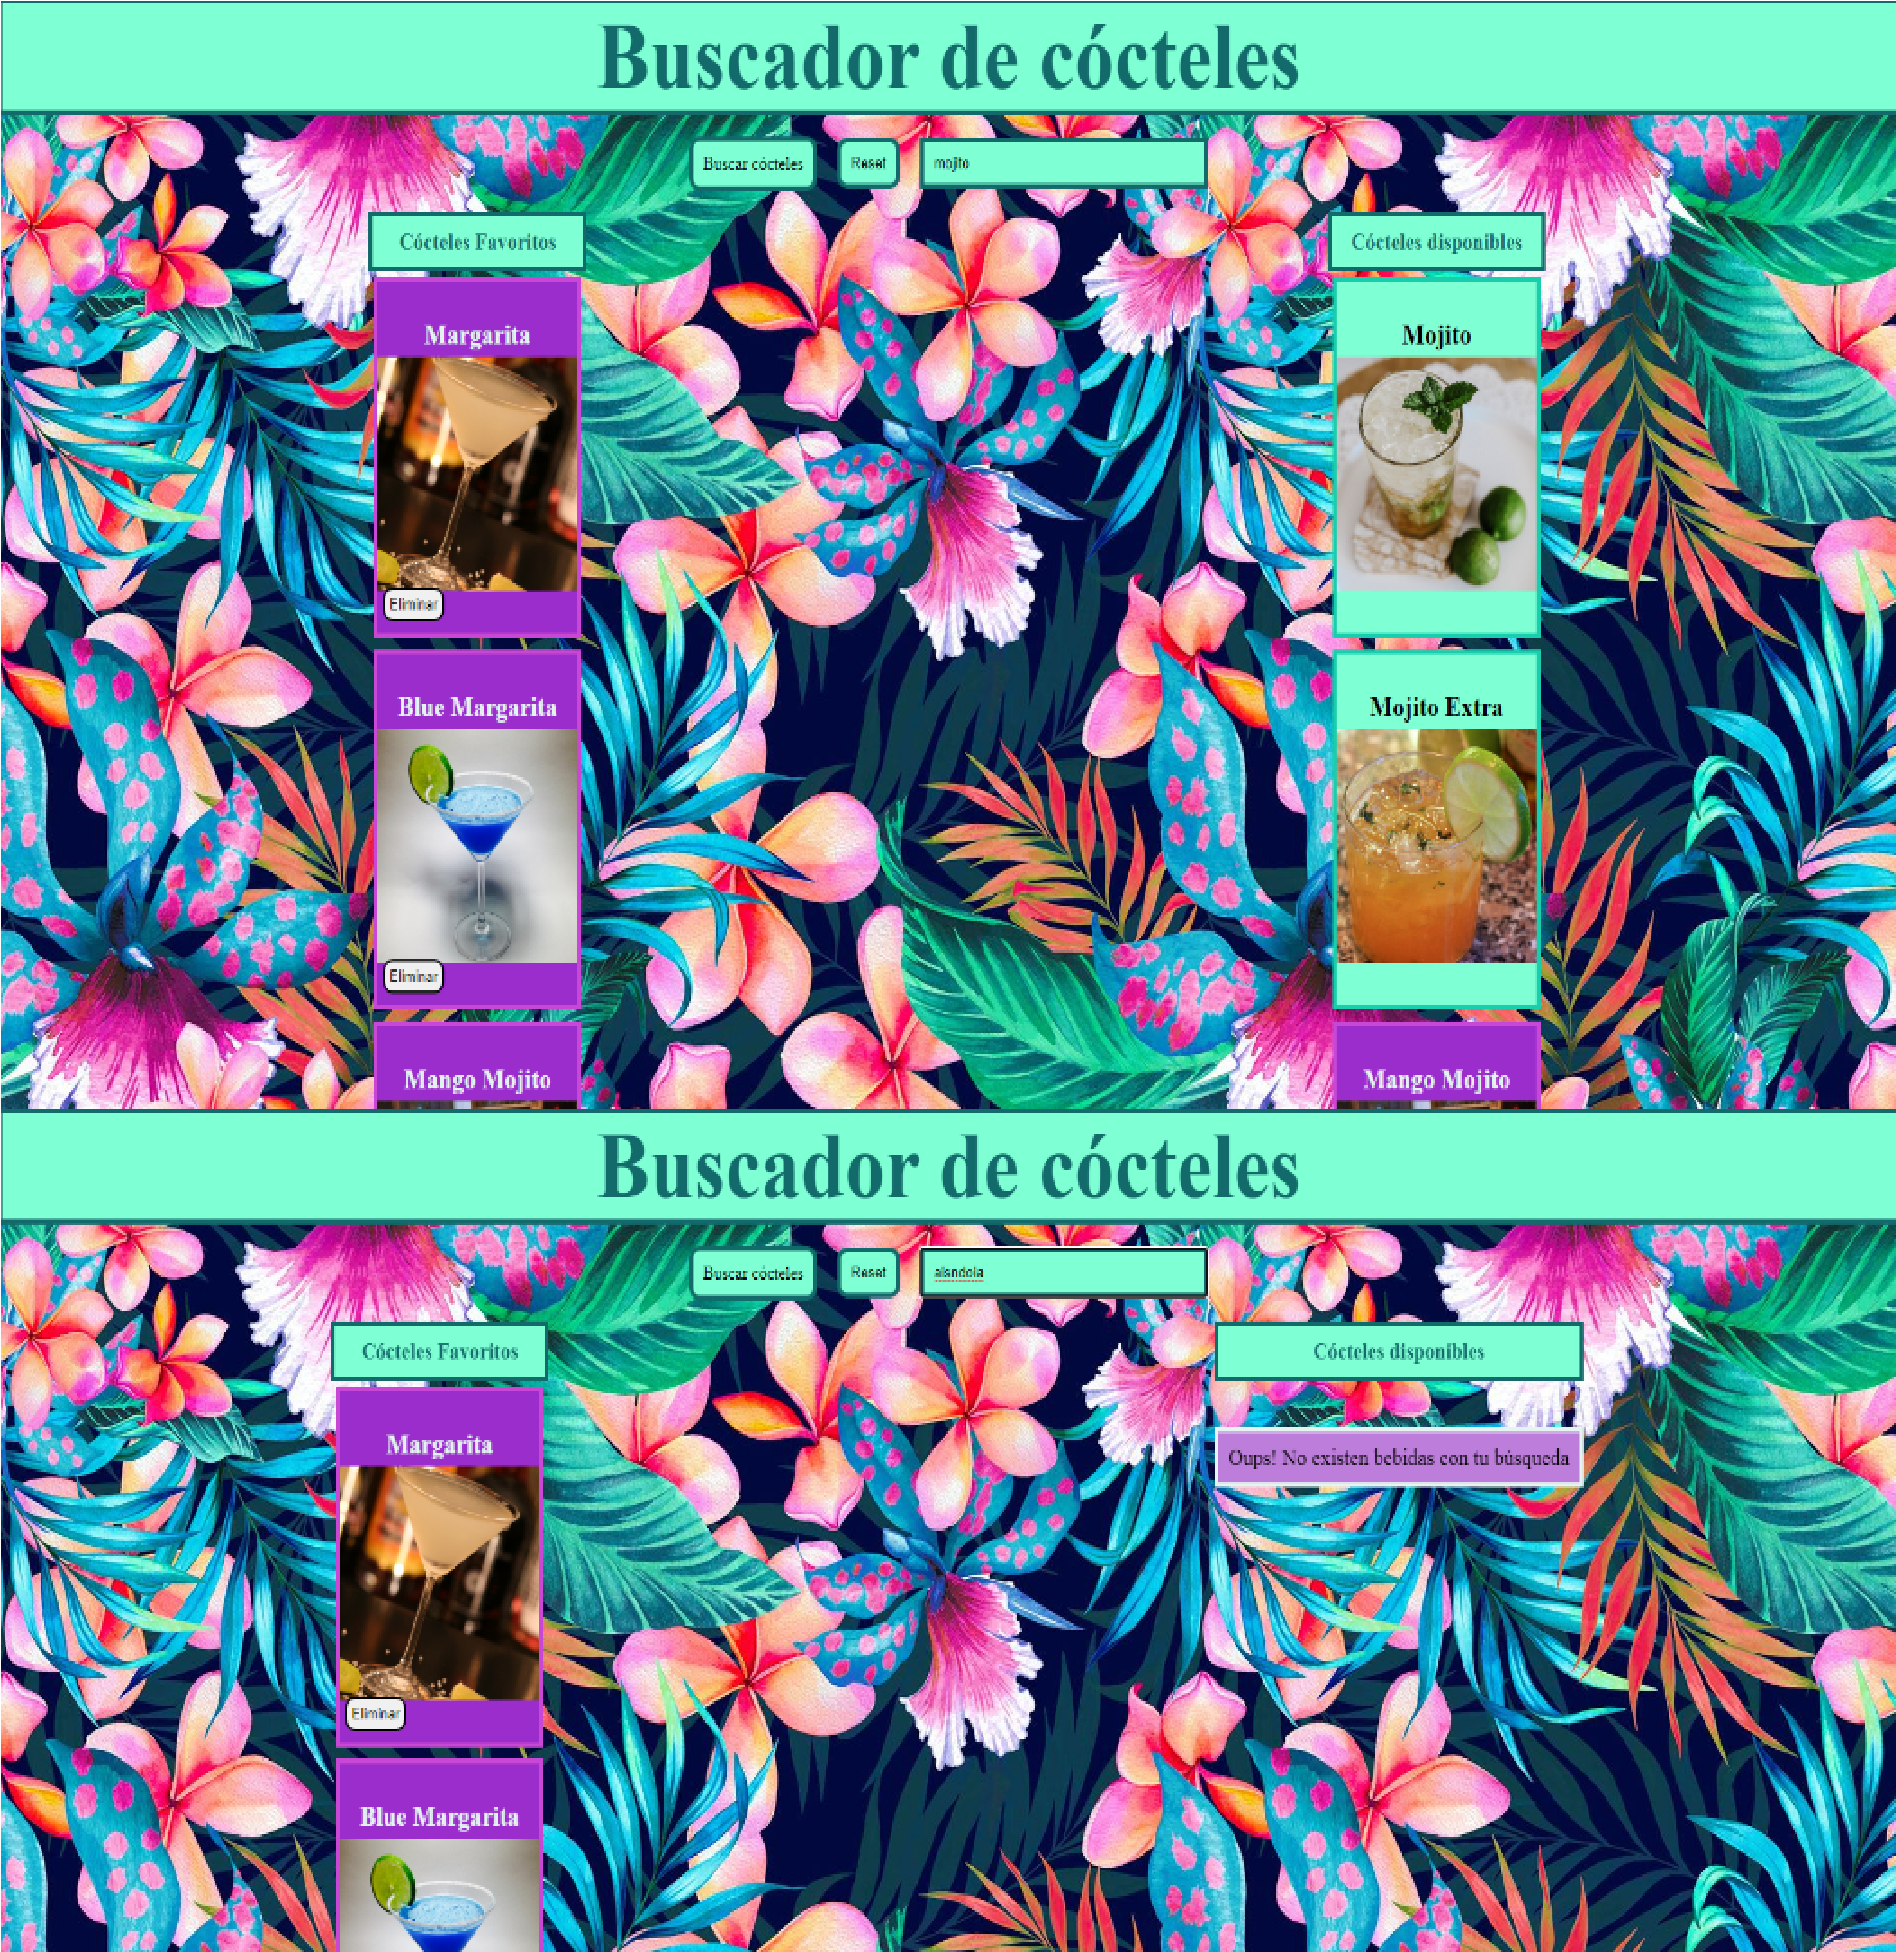 Buscador de cócteles
Buscar cócteles
Reset
mojito
Cócteles Favoritos
Margarita
Eliminar
Blue Margarita
Eliminar
Mango Mojito
Cócteles disponibles
Mojito
Mojito Extra
Mango Mojito
Buscador de cócteles
Buscar cócteles
Reset
alsndola
Cócteles Favoritos
Margarita
Eliminar
Blue Margarita
Cócteles disponibles
Oups! No existen bebidas con tu búsqueda